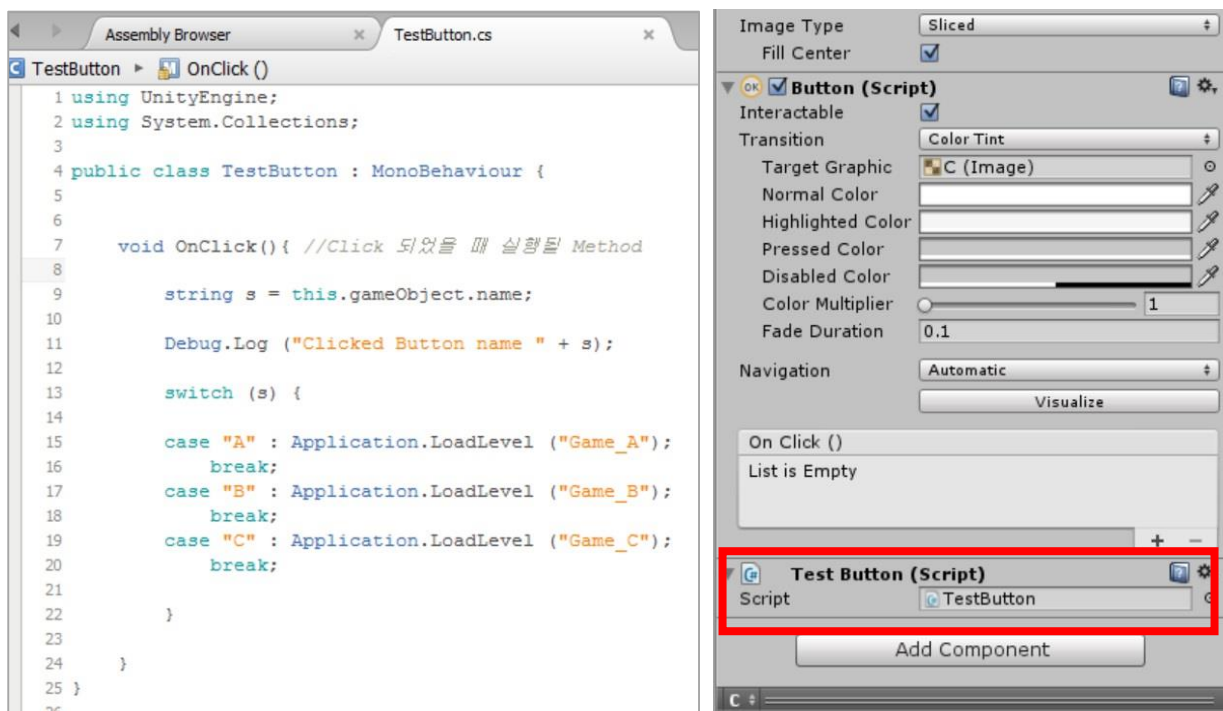 Assembly Browser
TestButton.cs
TestButton ▸ OnClick ()
1 using UnityEngine;
2 using System.Collections;
3
4 public class TestButton : MonoBehaviour {
5
6
7 void OnClick(){ //Click 되었을 때 실행될 Method
8
9 string s = this.gameObject.name;
10
11 Debug.Log ("Clicked Button name " + s);
12
13 switch (s) {
14
15 case "A" : Application.LoadLevel ("Game_A");
16 break;
17 case "B" : Application.LoadLevel ("Game_B");
18 break;
19 case "C" : Application.LoadLevel ("Game_C");
20 break;
21
22 }
23
24 }
25 }
Image Type Sliced
Fill Center
OK Button (Script)
Interactable
Transition Color Tint
Target Graphic C (Image)
Normal Color
Highlighted Color
Pressed Color
Disabled Color
Color Multiplier 1
Fade Duration 0.1
Navigation Automatic
Visualize
On Click ()
List is Empty
+ −
Test Button (Script)
Script TestButton
Add Component
C